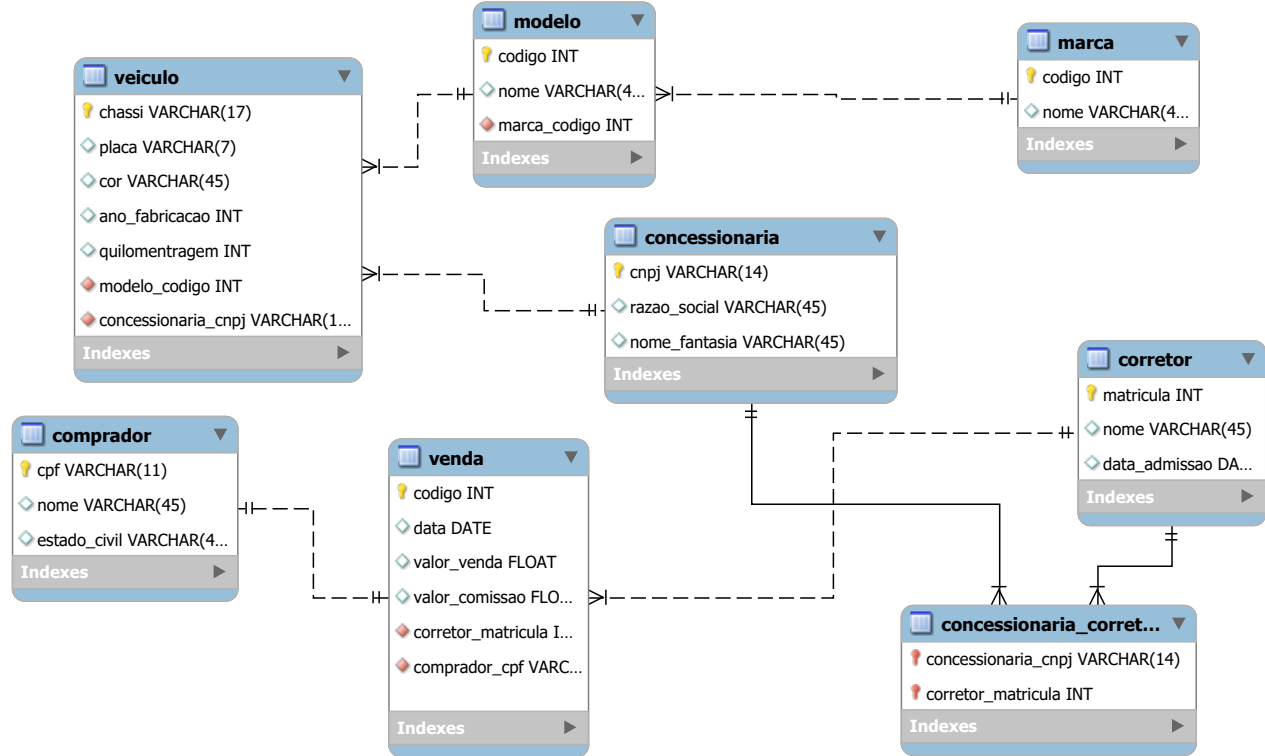 modelo
codigo INT
nome VARCHAR(4...
marca_codigo INT
Indexes
marca
codigo INT
nome VARCHAR(4...
Indexes
veiculo
chassi VARCHAR(17)
placa VARCHAR(7)
cor VARCHAR(45)
ano_fabricacao INT
quilomentragem INT
modelo_codigo INT
concessionaria_cnpj VARCHAR(1...
Indexes
concessionaria
cnpj VARCHAR(14)
razao_social VARCHAR(45)
nome_fantasia VARCHAR(45)
Indexes
corretor
matricula INT
nome VARCHAR(45)
data_admissao DA...
Indexes
comprador
cpf VARCHAR(11)
nome VARCHAR(45)
estado_civil VARCHAR(4...
Indexes
venda
codigo INT
data DATE
valor_venda FLOAT
valor_comissao FLO...
corretor_matricula I...
comprador_cpf VARC...
Indexes
concessionaria_corret...
concessionaria_cnpj VARCHAR(14)
corretor_matricula INT
Indexes